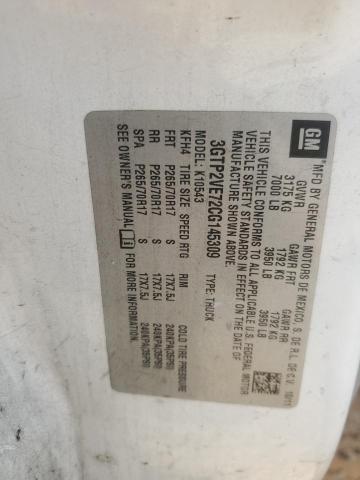 GM
MFD BY GENERAL MOTORS DE MEXICO, S. DE R.L. DE C.V. 10/11
GVWR GAWR FRT GAWR RR
3175 KG 1792 KG 1792 KG
7000 LB 3950 LB 3950 LB
THIS VEHICLE CONFORMS TO ALL APPLICABLE U.S. FEDERAL MOTOR
VEHICLE SAFETY STANDARDS IN EFFECT ON THE DATE OF
MANUFACTURE SHOWN ABOVE.
3GTP2VE72CG145309 TYPE: TRUCK
MODEL: K10543
KFH4 TIRE SIZE SPEED RTG RIM COLD TIRE PRESSURE
FRT P265/70R17 S 17X7.5J 240KPA(35PSI)
RR P265/70R17 S 17X7.5J 240KPA(35PSI)
SPA P265/70R17 S 17X7.5J 240KPA(35PSI)
SEE OWNER'S MANUAL FOR MORE INFORMATION.